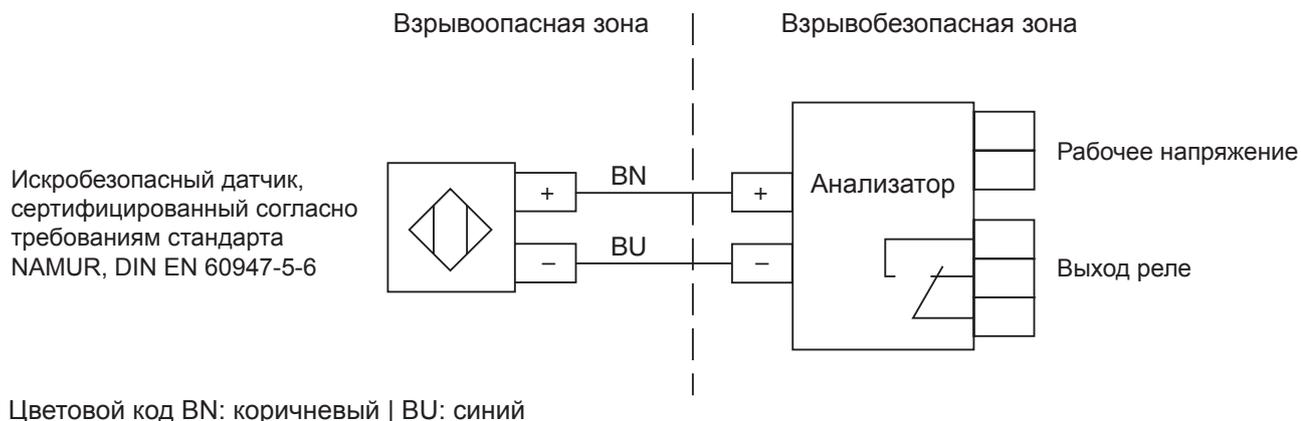 Взрывоопасная зона
Взрывобезопасная зона
Искробезопасный датчик,
сертифицированный согласно
требованиям стандарта
NAMUR, DIN EN 60947-5-6
+
BN
+
−
BU
−
Анализатор
Рабочее напряжение
Выход реле
Цветовой код BN: коричневый | BU: синий